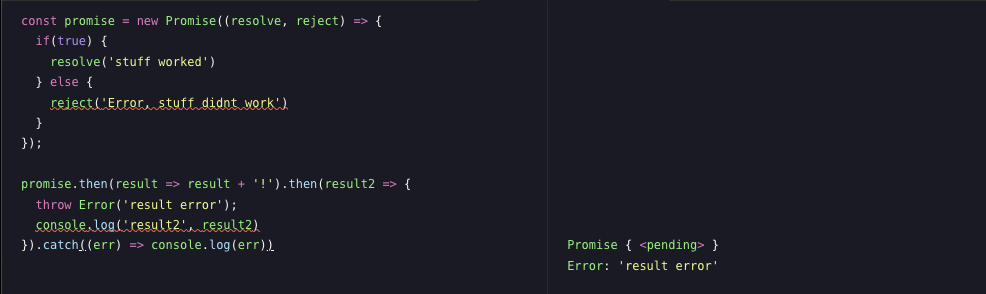 const promise = new Promise((resolve, reject) => {
  if(true) {
    resolve('stuff worked')
  } else {
    reject('Error, stuff didnt work')
  }
});

promise.then(result => result + '!').then(result2 => {
  throw Error('result error');
  console.log('result2', result2)
}).catch((err) => console.log(err))
Promise { <pending> }
Error: 'result error'